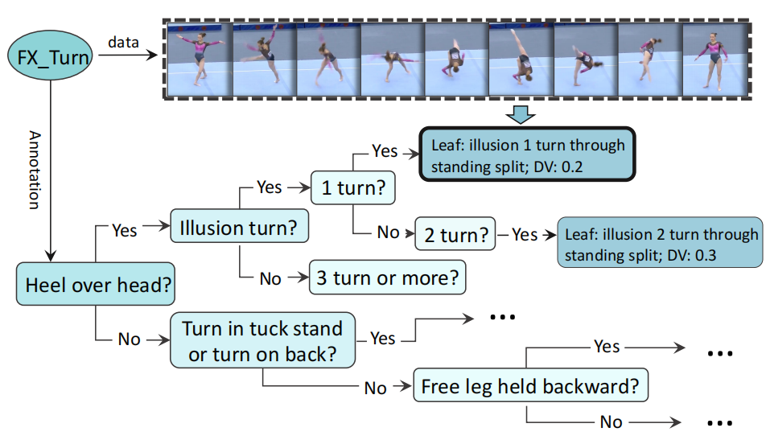 FX_Turn
data
Annotation
Leaf: illusion 1 turn through
standing split; DV: 0.2
Yes
1 turn?
Yes
Illusion turn?
Yes
No
2 turn?
Yes
Leaf: illusion 2 turn through
standing split; DV: 0.3
Heel over head?
No
3 turn or more?
No
Turn in tuck stand
or turn on back?
Yes
...
No
Free leg held backward?
Yes
...
No
...